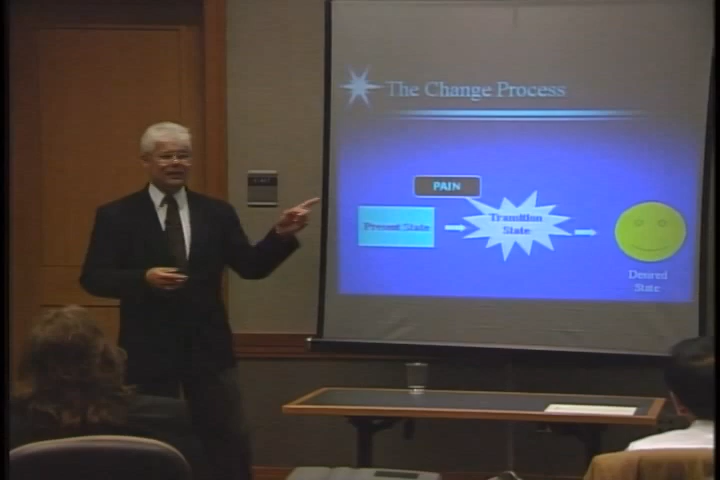 The Change Process
PAIN
Present State
Transition
State
Desired
State